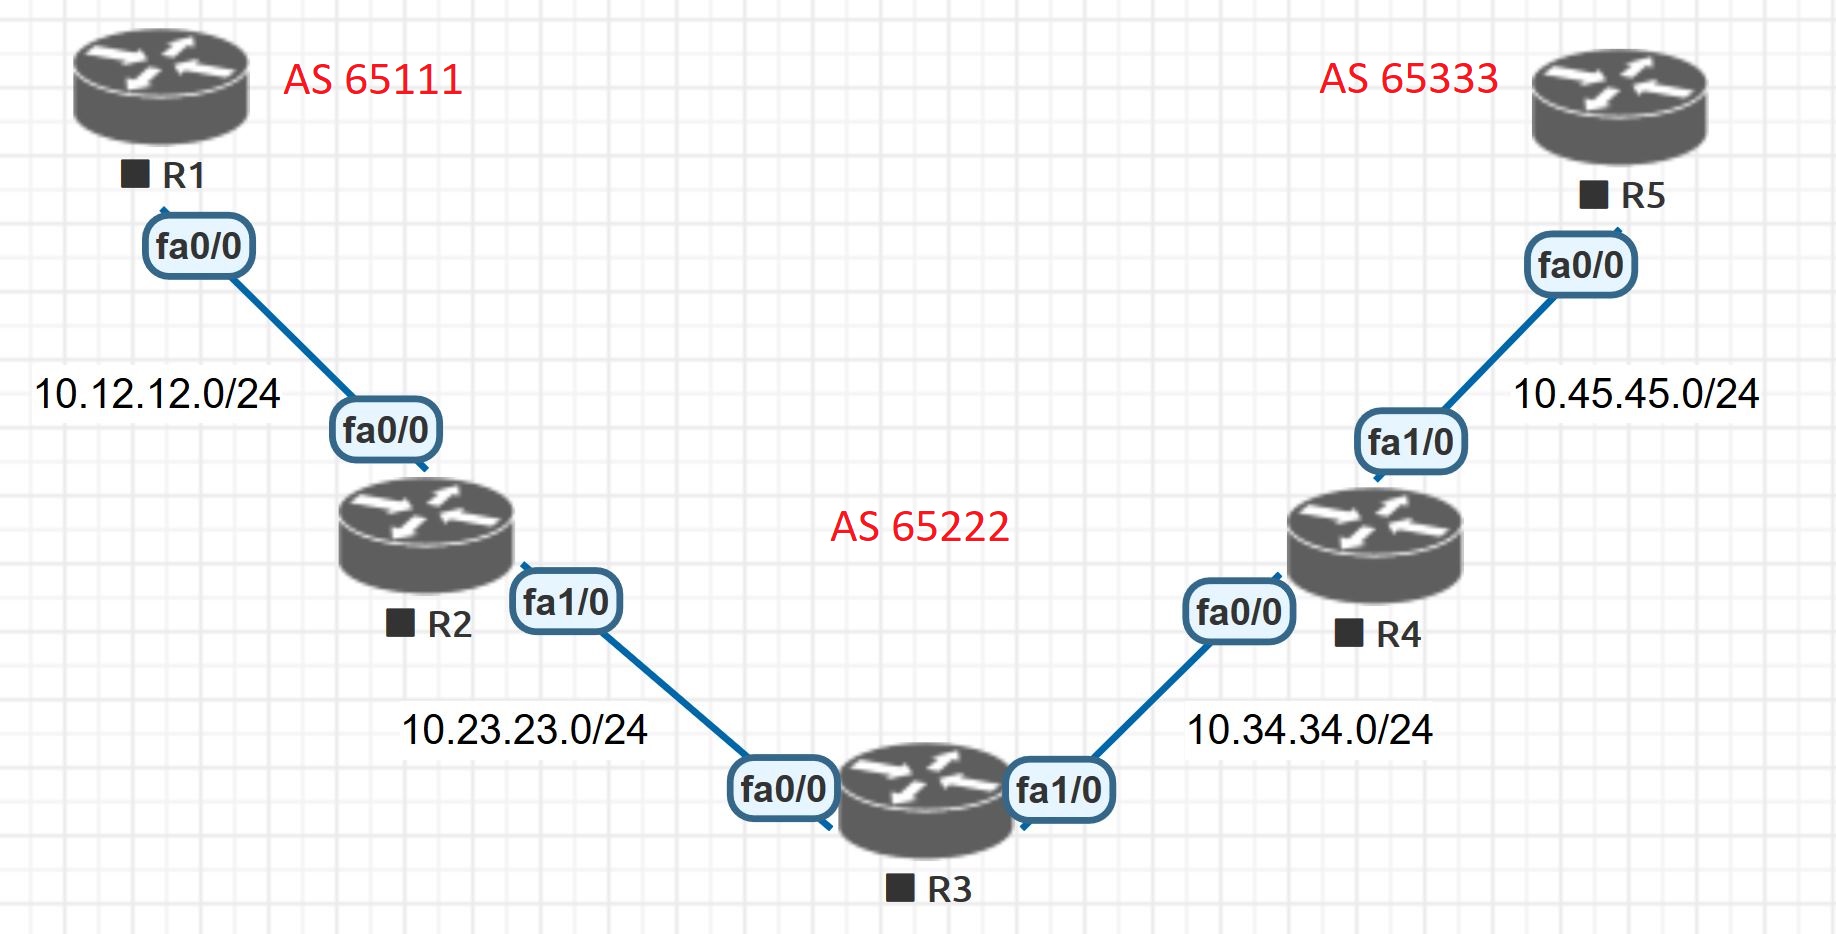 AS 65111
AS 65333
R1
R5
fa0/0
fa0/0
10.12.12.0/24
10.45.45.0/24
fa0/0
fa1/0
AS 65222
R2
fa1/0
fa0/0
R4
10.23.23.0/24
10.34.34.0/24
fa0/0
fa1/0
R3